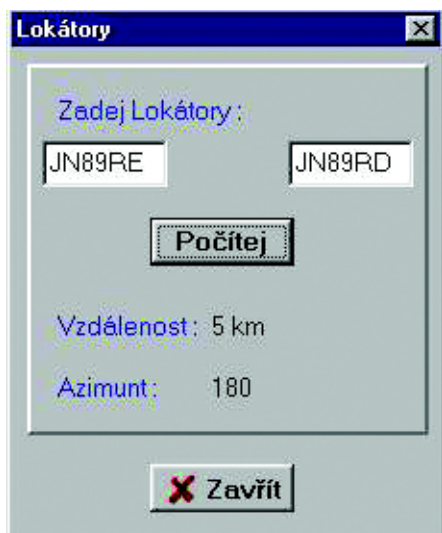 Lokátory
Zadej Lokátory :
JN89RE JN89RD
Počítej
Vzdálenost : 5 km
Azimunt : 180
Zavřít